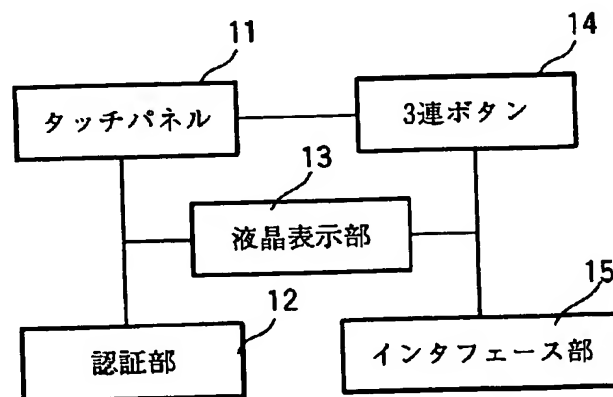 11
14
タッチパネル
3連ボタン
13
液晶表示部
12
15
認証部
インタフェース部